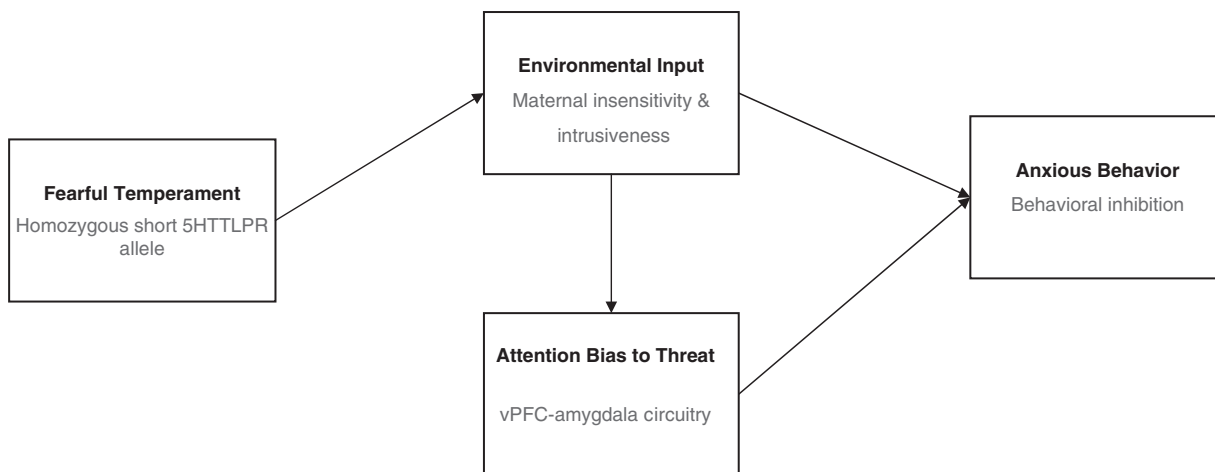 Environmental Input
Maternal insensitivity &
intrusiveness
Fearful Temperament
Homozygous short 5HTTLPR
allele
Anxious Behavior
Behavioral inhibition
Attention Bias to Threat
vPFC-amygdala circuitry